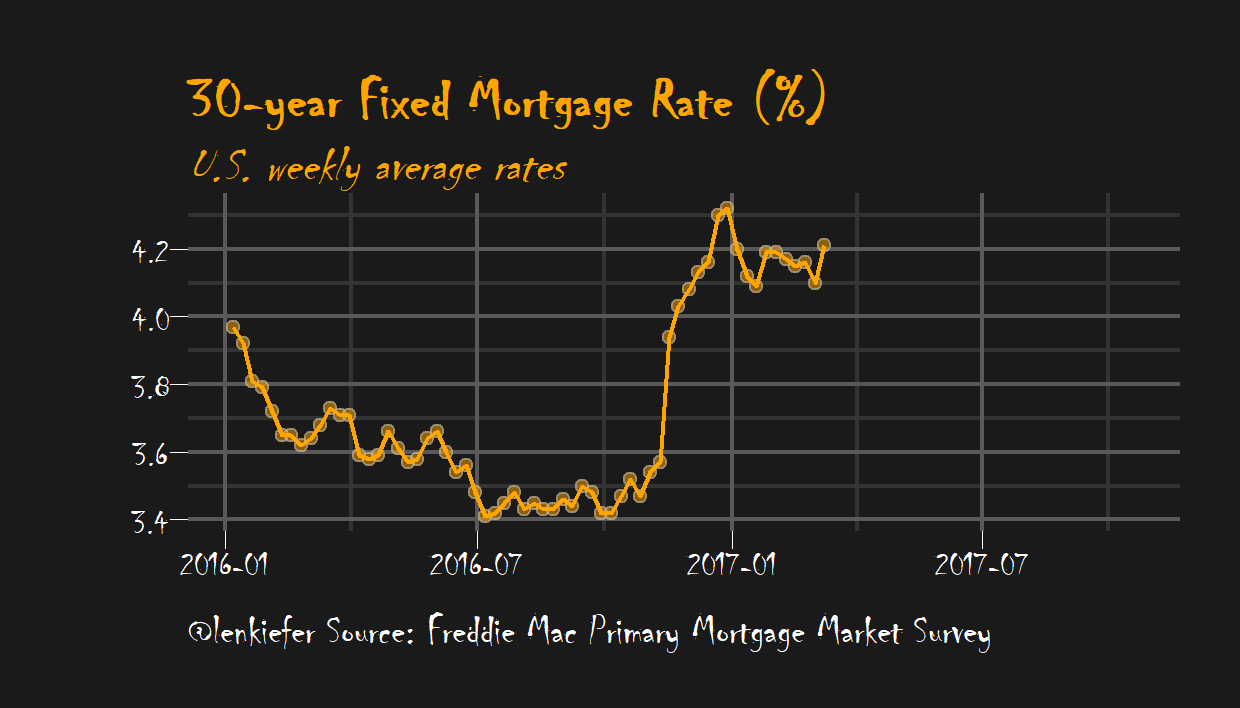 30-year Fixed Mortgage Rate (%)
U.S. weekly average rates
4.2
4.0
3.8
3.6
3.4
2016-01 2016-07 2017-01 2017-07
@lenkiefer Source: Freddie Mac Primary Mortgage Market Survey